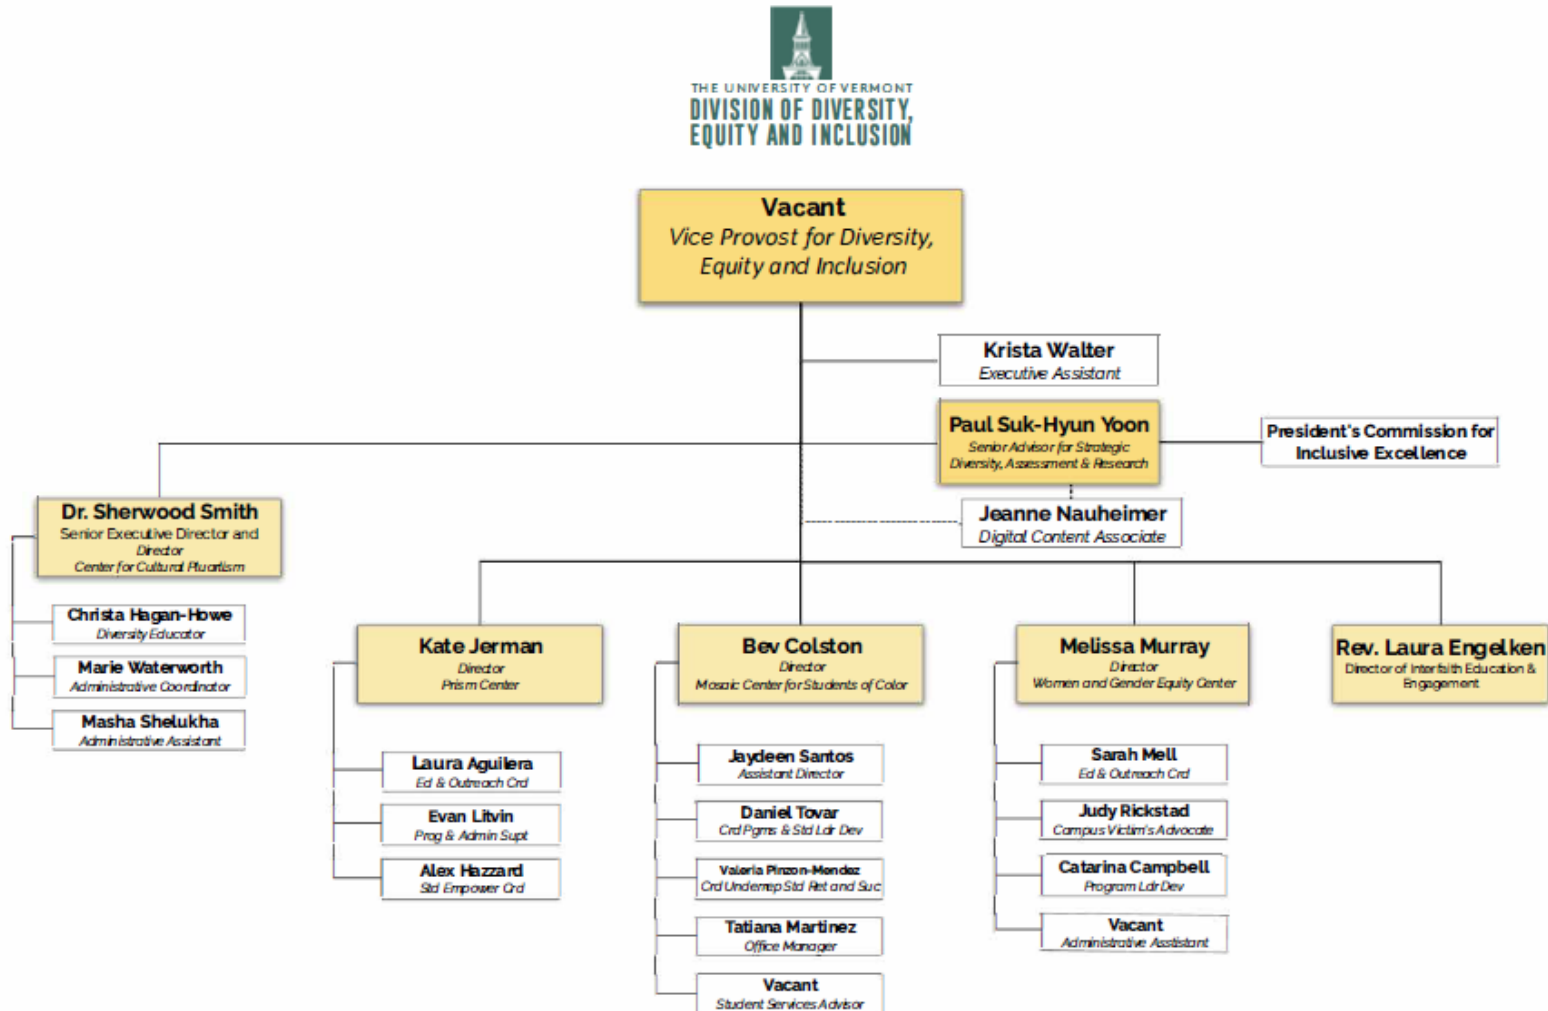 THE UNIVERSITY OF VERMONT
DIVISION OF DIVERSITY,
EQUITY AND INCLUSION
Vacant
Vice Provost for Diversity,
Equity and Inclusion
Krista Walter
Executive Assistant
Paul Suk-Hyun Yoon
Senior Advisor for Strategic
Diversity, Assessment & Research
President's Commission for
Inclusive Excellence
Jeanne Nauheimer
Digital Content Associate
Dr. Sherwood Smith
Senior Executive Director and
Director
Center for Cultural Pluarlism
Christa Hagan-Howe
Diversity Educator
Marie Waterworth
Administrative Coordinator
Masha Shelukha
Administrative Assistant
Kate Jerman
Director
Prism Center
Laura Aguilera
Ed & Outreach Crd
Evan Litvin
Prog & Admin Supt
Alex Hazzard
Std Empower Crd
Bev Colston
Director
Mosaic Center for Students of Color
Jaydeen Santos
Assistant Director
Daniel Tovar
Crd Pgms & Std Ldr Dev
Valeria Pinzon-Mendez
Crd Underrep Std Ret and Suc
Tatiana Martinez
Office Manager
Vacant
Student Services Advisor
Melissa Murray
Director
Women and Gender Equity Center
Sarah Mell
Ed & Outreach Crd
Judy Rickstad
Campus Victim's Advocate
Catarina Campbell
Program Ldr Dev
Vacant
Administrative Asstistant
Rev. Laura Engelken
Director of Interfaith Education &
Engagement